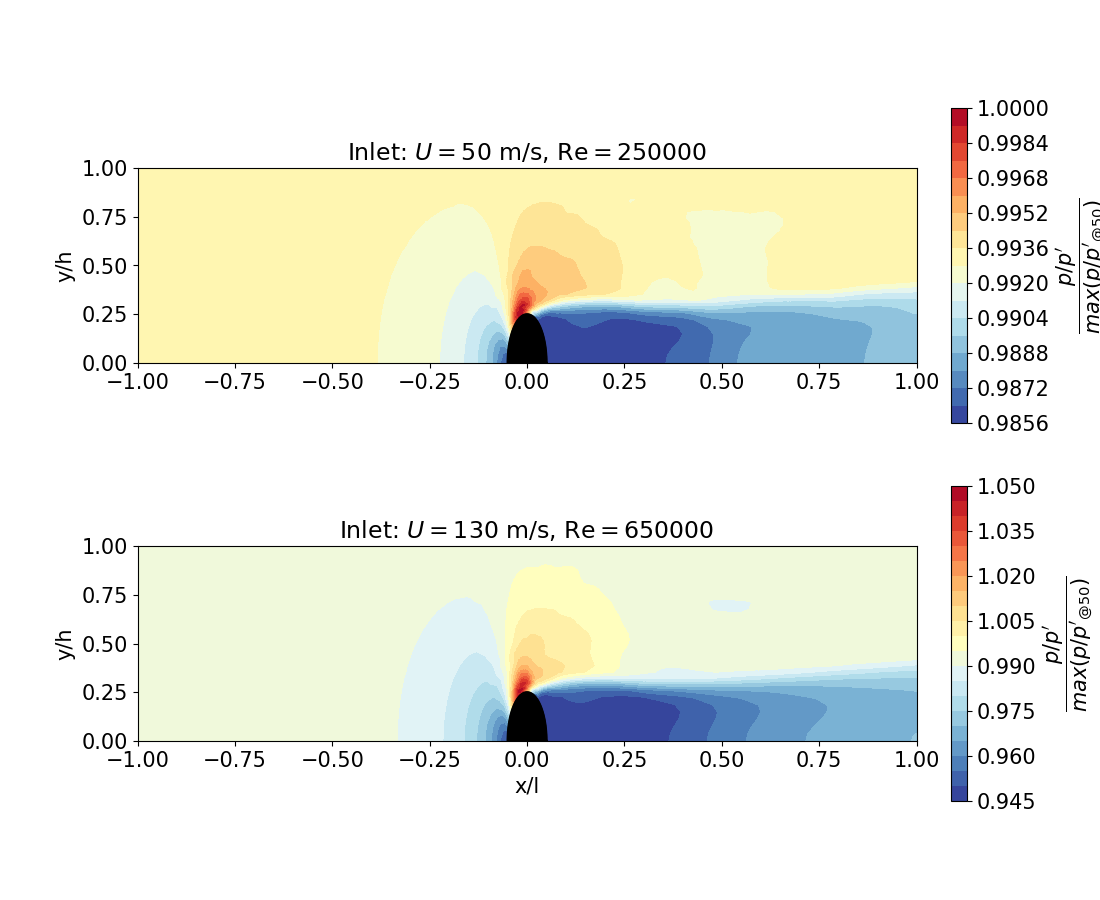 Inlet: U = 50 m/s, Re = 250000
y/h
1.00
0.75
0.50
0.25
0.00
−1.00 −0.75 −0.50 −0.25 0.00 0.25 0.50 0.75 1.00
1.0000
0.9984
0.9968
0.9952
0.9936
0.9920
0.9904
0.9888
0.9872
0.9856
p/p′
max(p/p′@50)
Inlet: U = 130 m/s, Re = 650000
y/h
1.00
0.75
0.50
0.25
0.00
−1.00 −0.75 −0.50 −0.25 0.00 0.25 0.50 0.75 1.00
x/l
1.050
1.035
1.020
1.005
0.990
0.975
0.960
0.945
p/p′
max(p/p′@50)